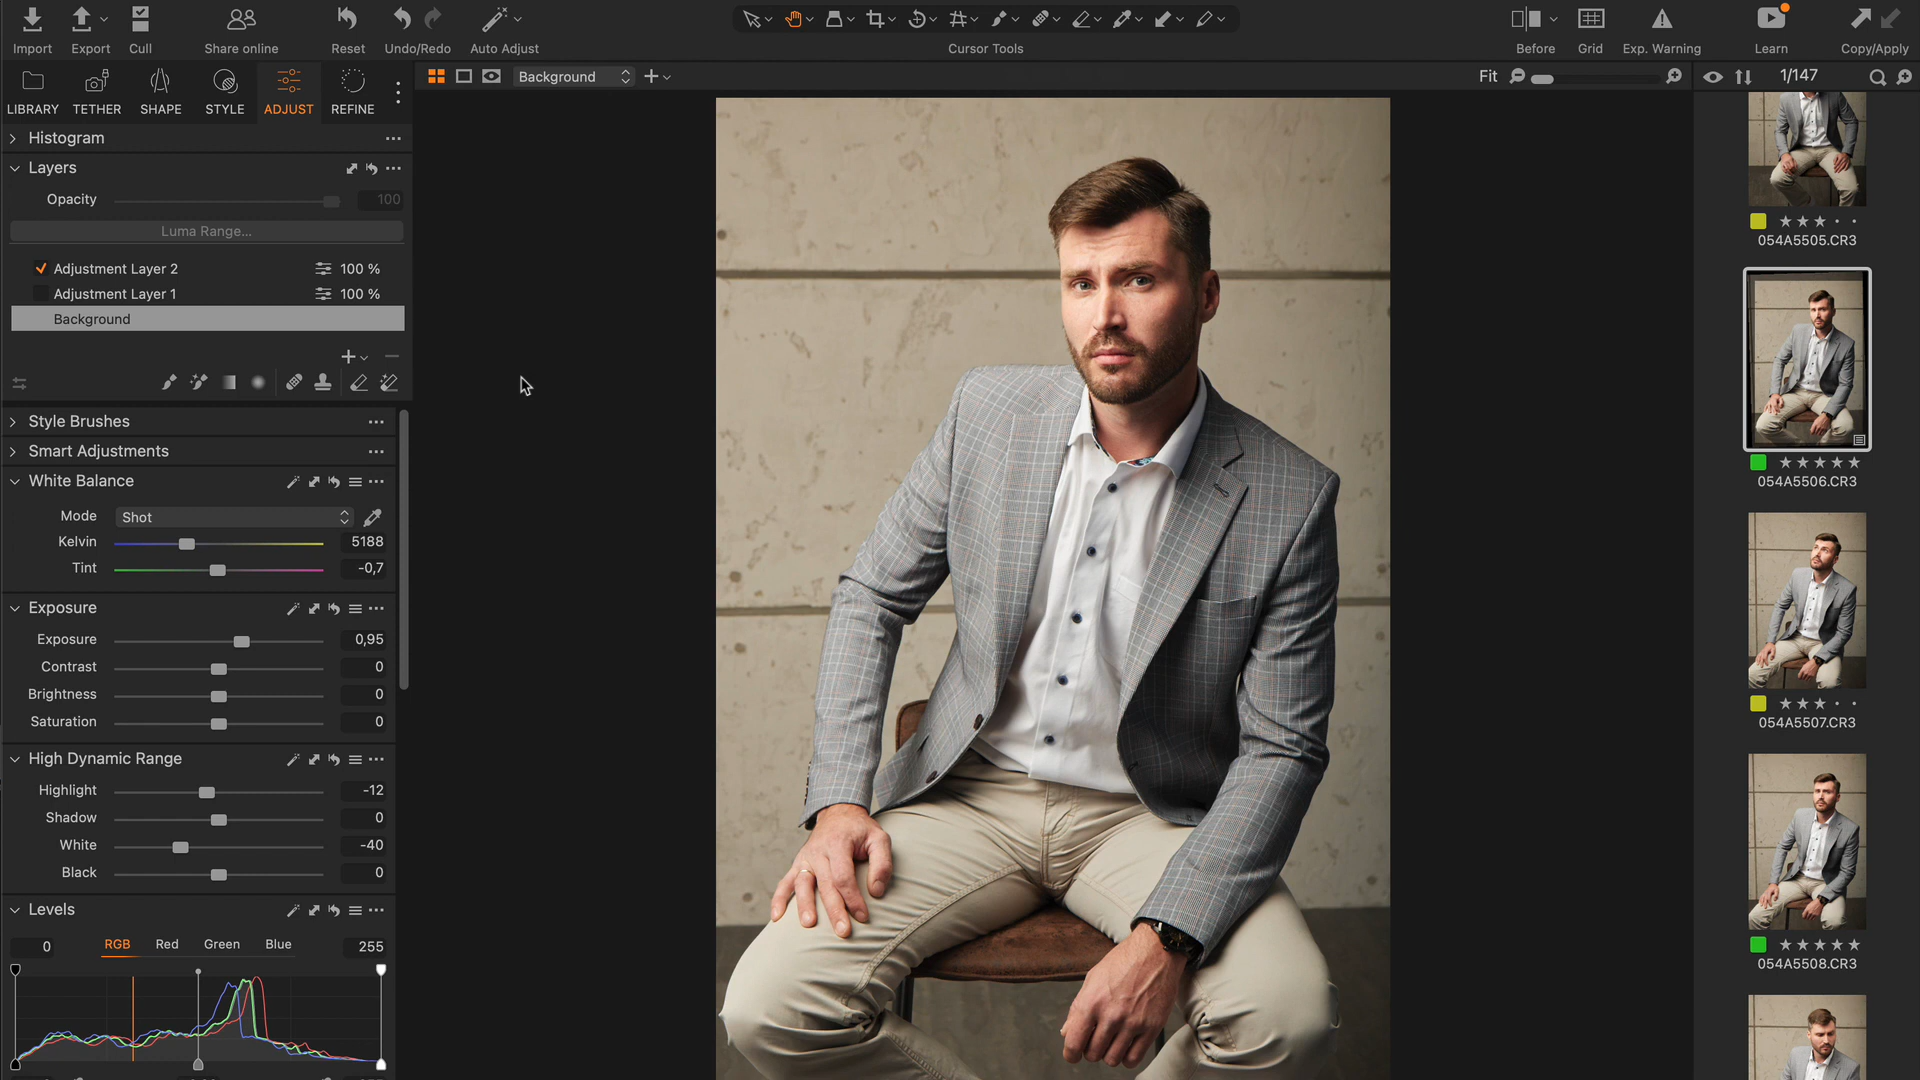 Import Export Cull Share online Reset Undo/Redo Auto Adjust Cursor Tools Before Grid Exp. Warning Learn Copy/Apply
LIBRARY TETHER SHAPE STYLE ADJUST REFINE
Background
Fit
1/147
Histogram
Layers
Opacity 100
Luma Range...
Adjustment Layer 2 100 %
Adjustment Layer 1 100 %
Background
Style Brushes
Smart Adjustments
White Balance
Mode Shot
Kelvin 5188
Tint -0,7
Exposure
Exposure 0,95
Contrast 0
Brightness 0
Saturation 0
High Dynamic Range
Highlight -12
Shadow 0
White -40
Black 0
Levels
0 RGB Red Green Blue 255
054A5505.CR3
054A5506.CR3
054A5507.CR3
054A5508.CR3